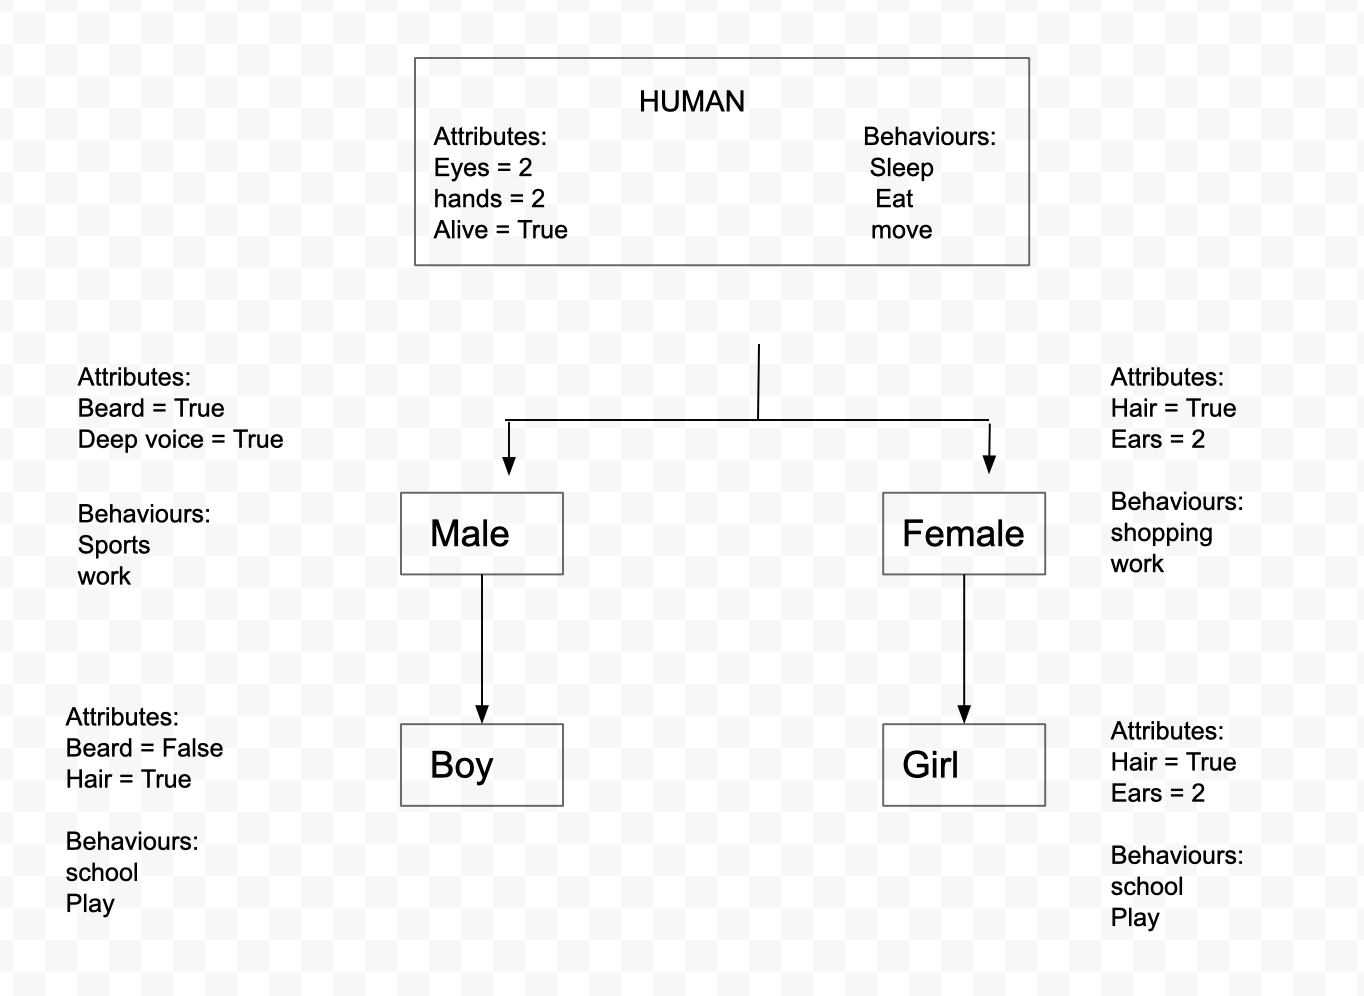 HUMAN
Attributes:
Eyes = 2
hands = 2
Alive = True
Behaviours:
Sleep
Eat
move
Attributes:
Beard = True
Deep voice = True
Behaviours:
Sports
work
Male
Female
Attributes:
Hair = True
Ears = 2
Behaviours:
shopping
work
Attributes:
Beard = False
Hair = True
Behaviours:
school
Play
Boy
Girl
Attributes:
Hair = True
Ears = 2
Behaviours:
school
Play